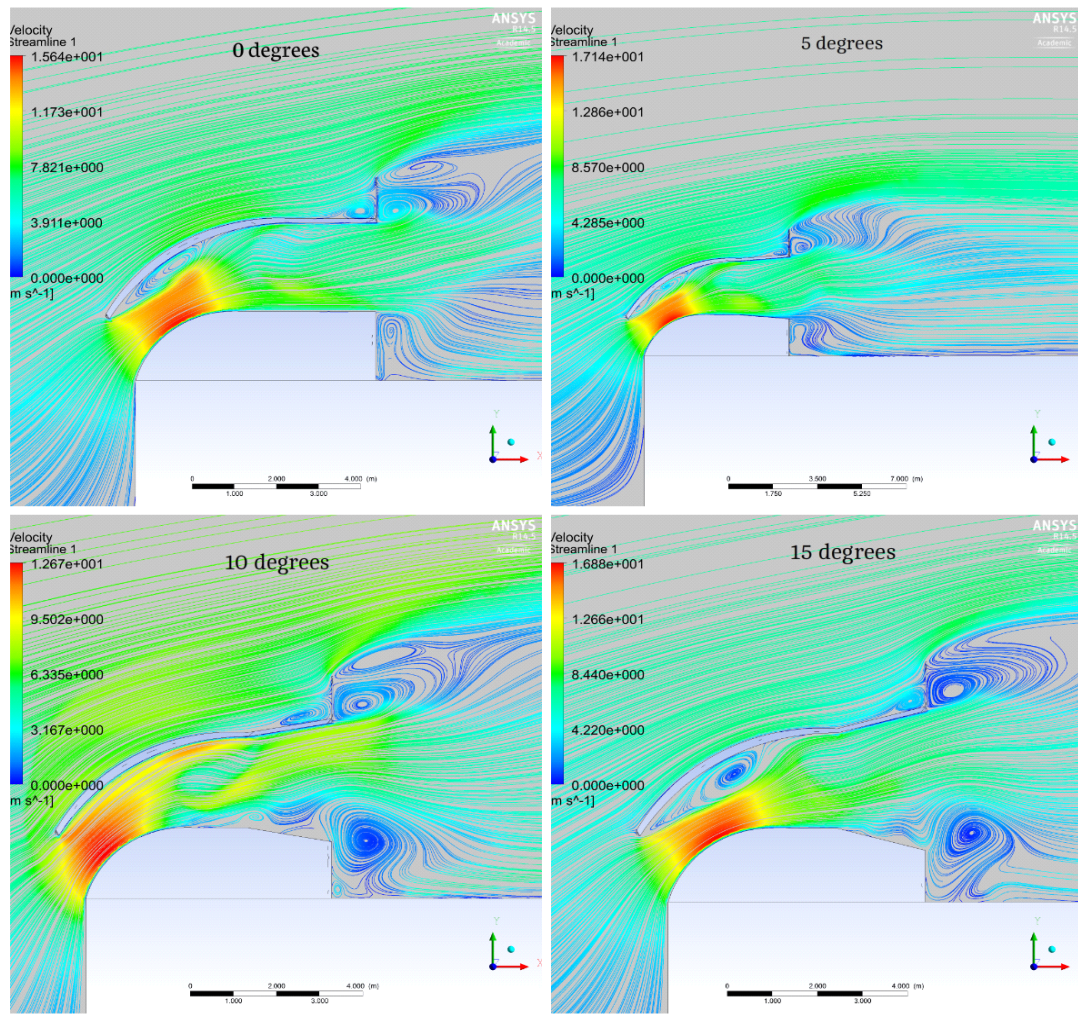 Velocity
Streamline 1
0 degrees
ANSYS
R14.5
Academic
1.564e+001
1.173e+001
7.821e+000
3.911e+000
0.000e+000
[m s^-1]
Y
X
0
2.000
4.000 (m)
1.000
3.000
Velocity
Streamline 1
5 degrees
ANSYS
R14.5
Academic
1.714e+001
1.286e+001
8.570e+000
4.285e+000
0.000e+000
[m s^-1]
Y
0
3.500
7.000 (m)
1.750
5.250
Velocity
Streamline 1
10 degrees
ANSYS
R14.5
Academic
1.267e+001
9.502e+000
6.335e+000
3.167e+000
0.000e+000
[m s^-1]
Y
X
0
2.000
4.000 (m)
1.000
3.000
Velocity
Streamline 1
15 degrees
ANSYS
R14.5
Academic
1.688e+001
1.266e+001
8.440e+000
4.220e+000
0.000e+000
[m s^-1]
Y
0
2.000
4.000 (m)
1.000
3.000